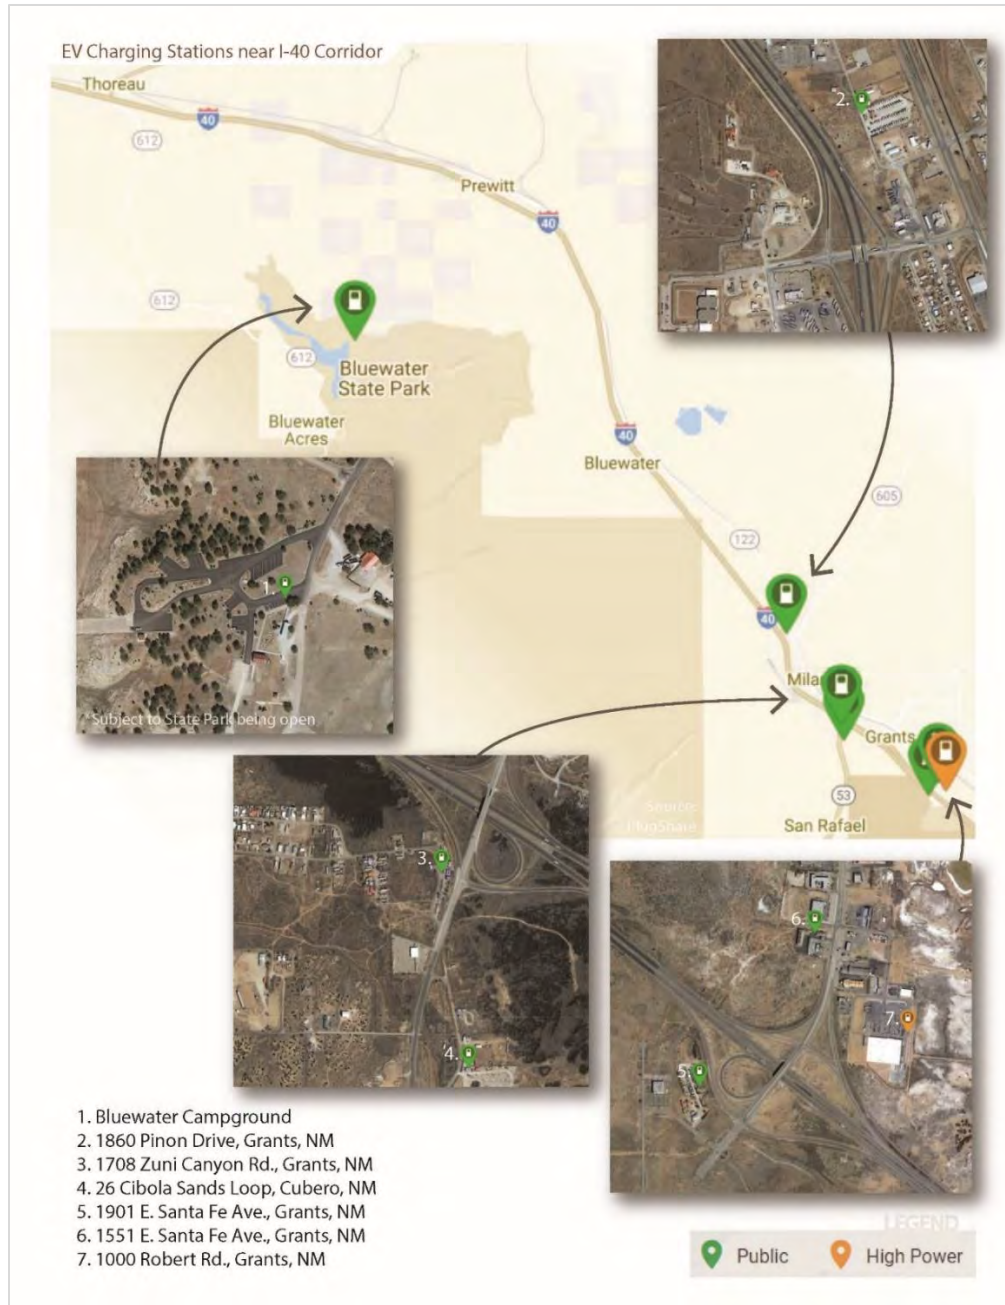 EV Charging Stations near I-40 Corridor
Thoreau
40
612
Prewitt
40
612
612
Bluewater
State Park
Bluewater
Acres
40
Bluewater
605
122
40
Mila
Grants
53
San Rafael
Source:
PlugShare
2.
1.
*Subject to State Park being open
3.
4.
6.
7.
5.
1. Bluewater Campground
2. 1860 Pinon Drive, Grants, NM
3. 1708 Zuni Canyon Rd., Grants, NM
4. 26 Cibola Sands Loop, Cubero, NM
5. 1901 E. Santa Fe Ave., Grants, NM
6. 1551 E. Santa Fe Ave., Grants, NM
7. 1000 Robert Rd., Grants, NM
LEGEND
Public
High Power